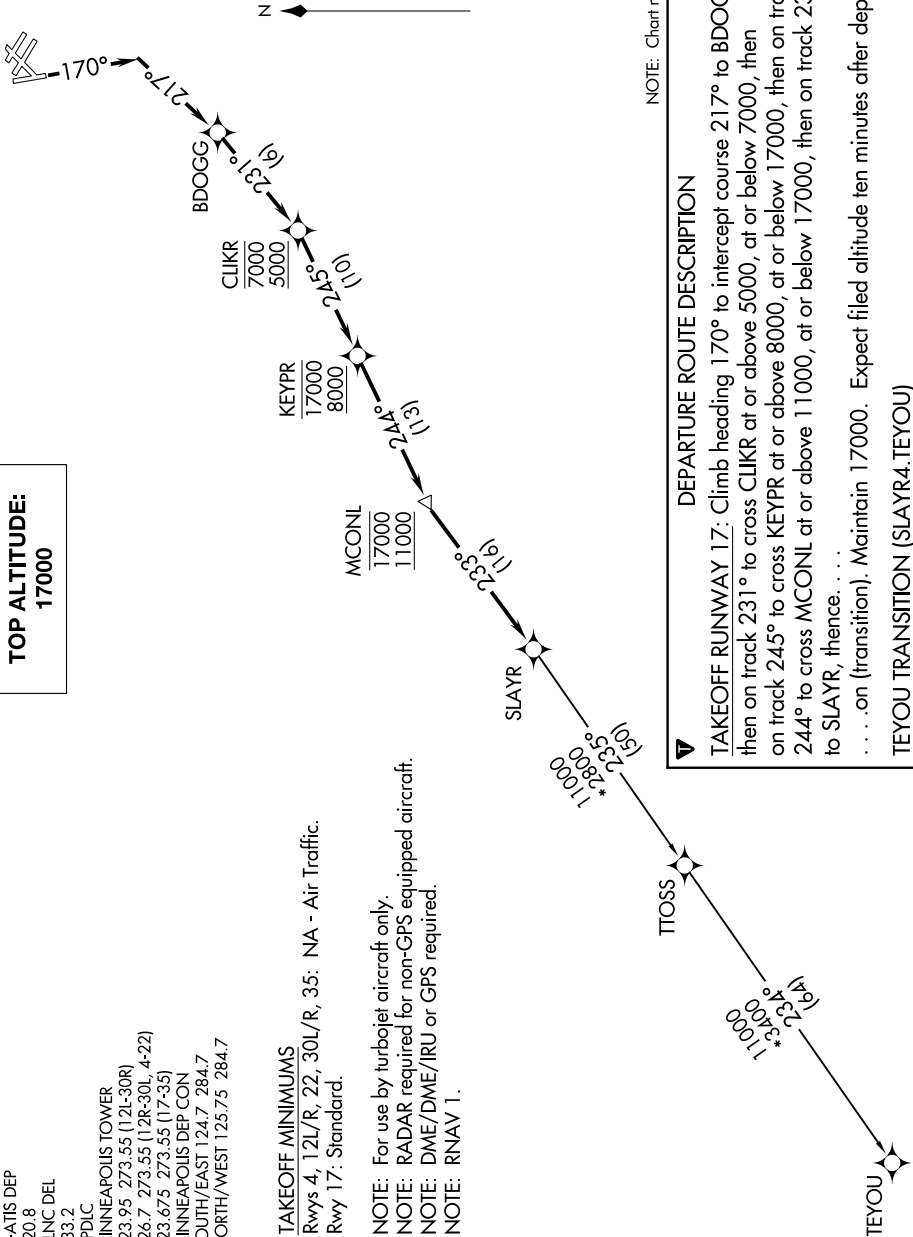 TOP ALTITUDE:
17000
170°
217°
N
BDOGG
231°
(6)
CLIKR
7000
5000
245°
(10)
KEYPR
17000
8000
244°
(13)
MCONL
17000
11000
233°
(16)
SLAYR
11000
*2800
235°
(50)
TTOSS
11000
*3400
234°
(64)
TEYOU
-ATIS DEP
20.8
LNC DEL
33.2
PDLC
INNEAPOLIS TOWER
23.95 273.55 (12L-30R)
26.7 273.55 (12R-30L, 4-22)
23.675 273.55 (17-35)
INNEAPOLIS DEP CON
OUTH/EAST 124.7 284.7
ORTH/WEST 125.75 284.7
TAKEOFF MINIMUMS
Rwys 4, 12L/R, 22, 30L/R, 35: NA - Air Traffic.
Rwy 17: Standard.
NOTE: For use by turbojet aircraft only.
NOTE: RADAR required for non-GPS equipped aircraft.
NOTE: DME/DME/IRU or GPS required.
NOTE: RNAV 1.
NOTE: Chart n
T
DEPARTURE ROUTE DESCRIPTION
TAKEOFF RUNWAY 17: Climb heading 170° to intercept course 217° to BDOG
then on track 231° to cross CLIKR at or above 5000, at or below 7000, then
on track 245° to cross KEYPR at or above 8000, at or below 17000, then on tra
244° to cross MCONL at or above 11000, at or below 17000, then on track 23
to SLAYR, thence. . . .
. . . .on (transition). Maintain 17000. Expect filed altitude ten minutes after dep
TEYOU TRANSITION (SLAYR4.TEYOU)